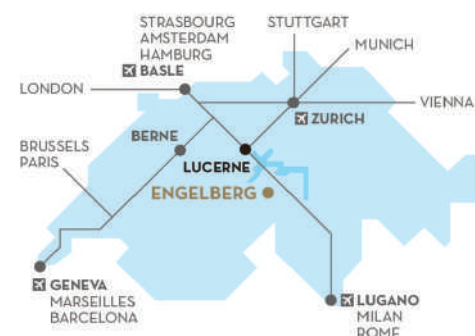 STRASBOURG
AMSTERDAM
HAMBURG
BASLE
STUTTGART
MUNICH
LONDON
VIENNA
ZURICH
BERNE
BRUSSELS
PARIS
LUCERNE
ENGELBERG
GENEVA
MARSEILLES
BARCELONA
LUGANO
MILAN
ROME